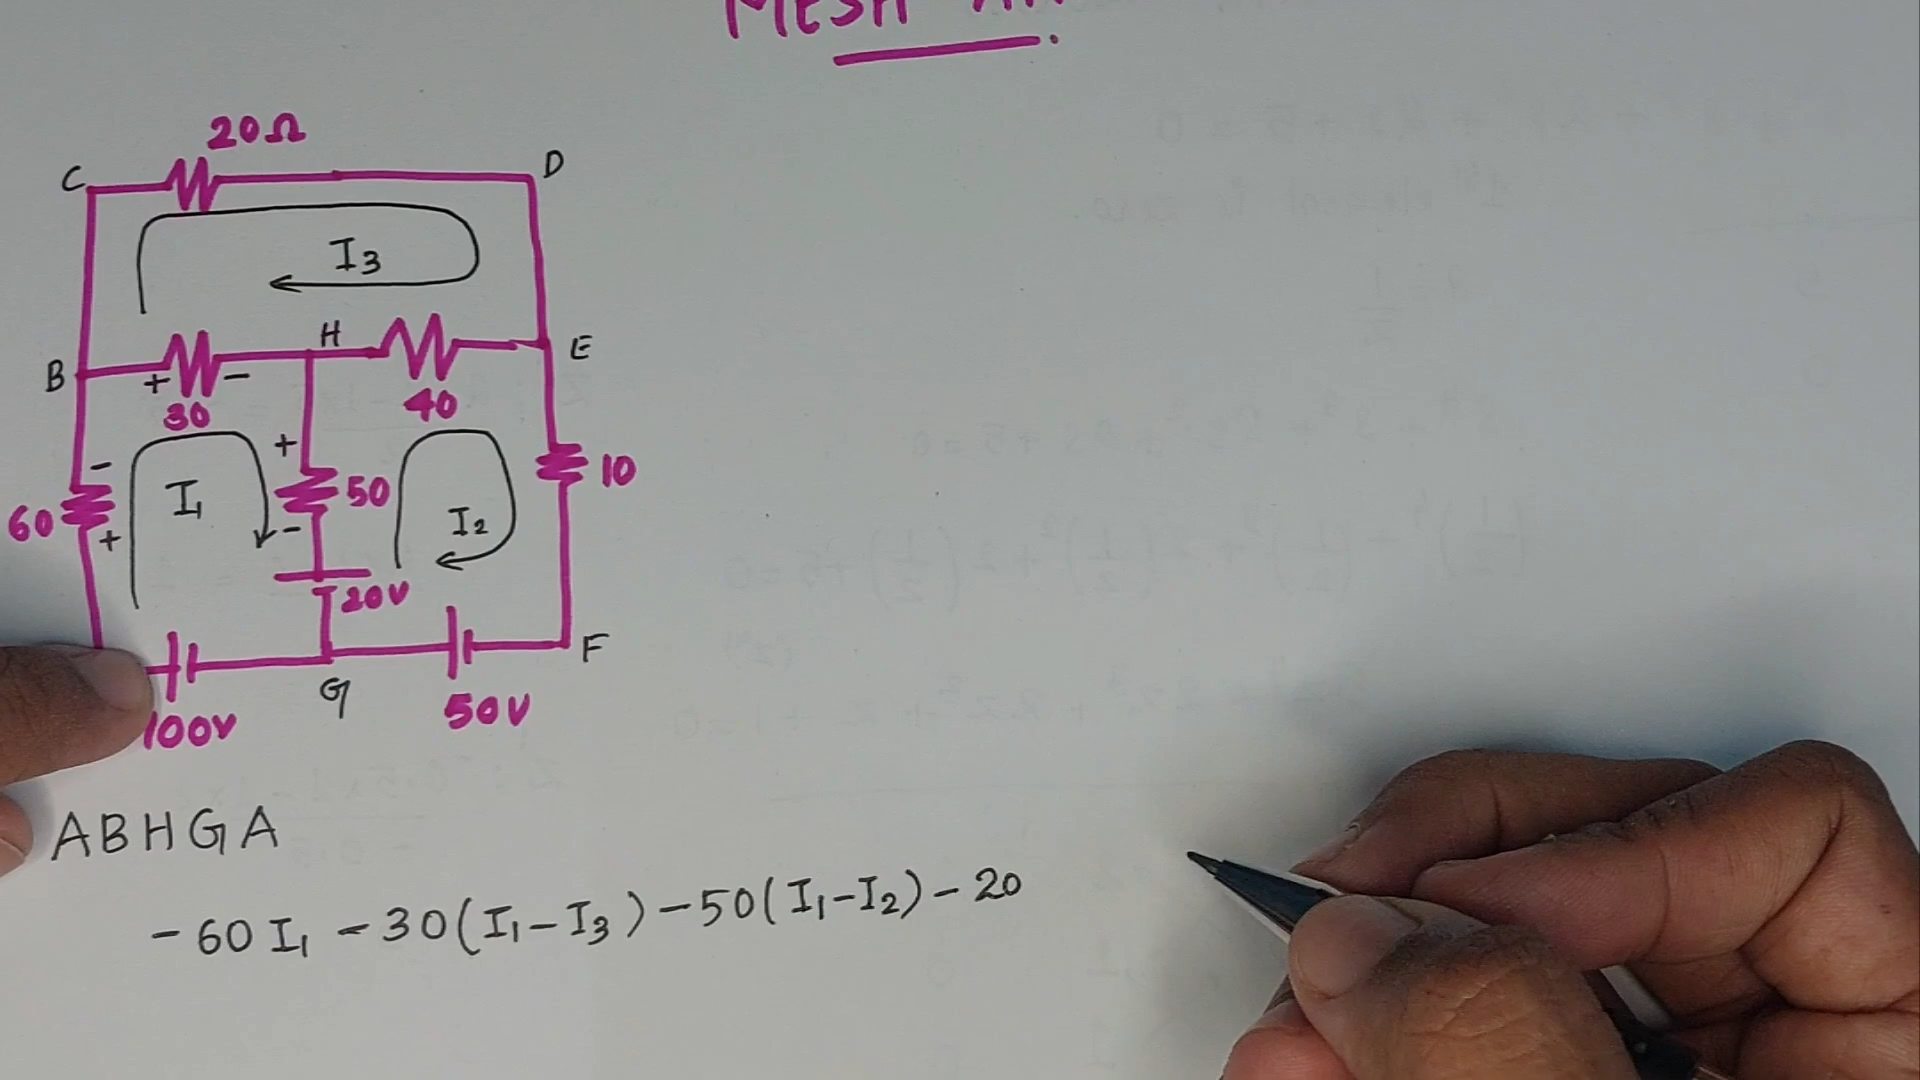 MESH
20Ω
C
D
I3
H
B
E
+ -
30
40
+
-
I1
50
10
60
-
I2
+
20V
F
G
100V
50V
ABHGA
-60 I1 -30(I1-I3)-50(I1-I2)-20